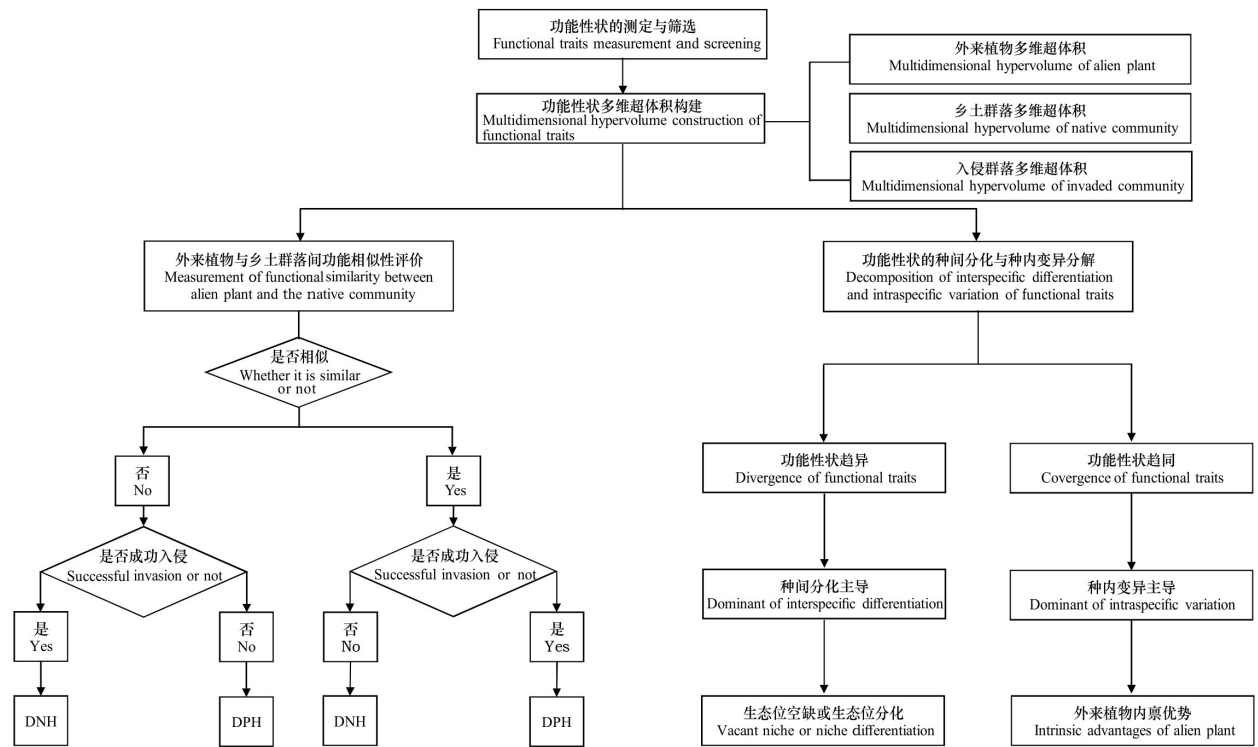 功能性状的测定与筛选
Functional traits measurement and screening
功能性状多维超体积构建
Multidimensional hypervolume construction of
functional traits
外来植物多维超体积
Multidimensional hypervolume of alien plant
乡土群落多维超体积
Multidimensional hypervolume of native community
入侵群落多维超体积
Multidimensional hypervolume of invaded community
外来植物与乡土群落间功能相似性评价
Measurement of functional similarity between
alien plant and the native community
是否相似
Whether it is similar
or not
否
No
是
Yes
是否成功入侵
Successful invasion or not
是否成功入侵
Successful invasion or not
是
Yes
否
No
否
No
是
Yes
DNH
DPH
DNH
DPH
功能性状的种间分化与种内变异分解
Decomposition of interspecific differentiation
and intraspecific variation of functional traits
功能性状趋异
Divergence of functional traits
功能性状趋同
Covergence of functional traits
种间分化主导
Dominant of interspecific differentiation
种内变异主导
Dominant of intraspecific variation
生态位空缺或生态位分化
Vacant niche or niche differentiation
外来植物内禀优势
Intrinsic advantages of alien plant